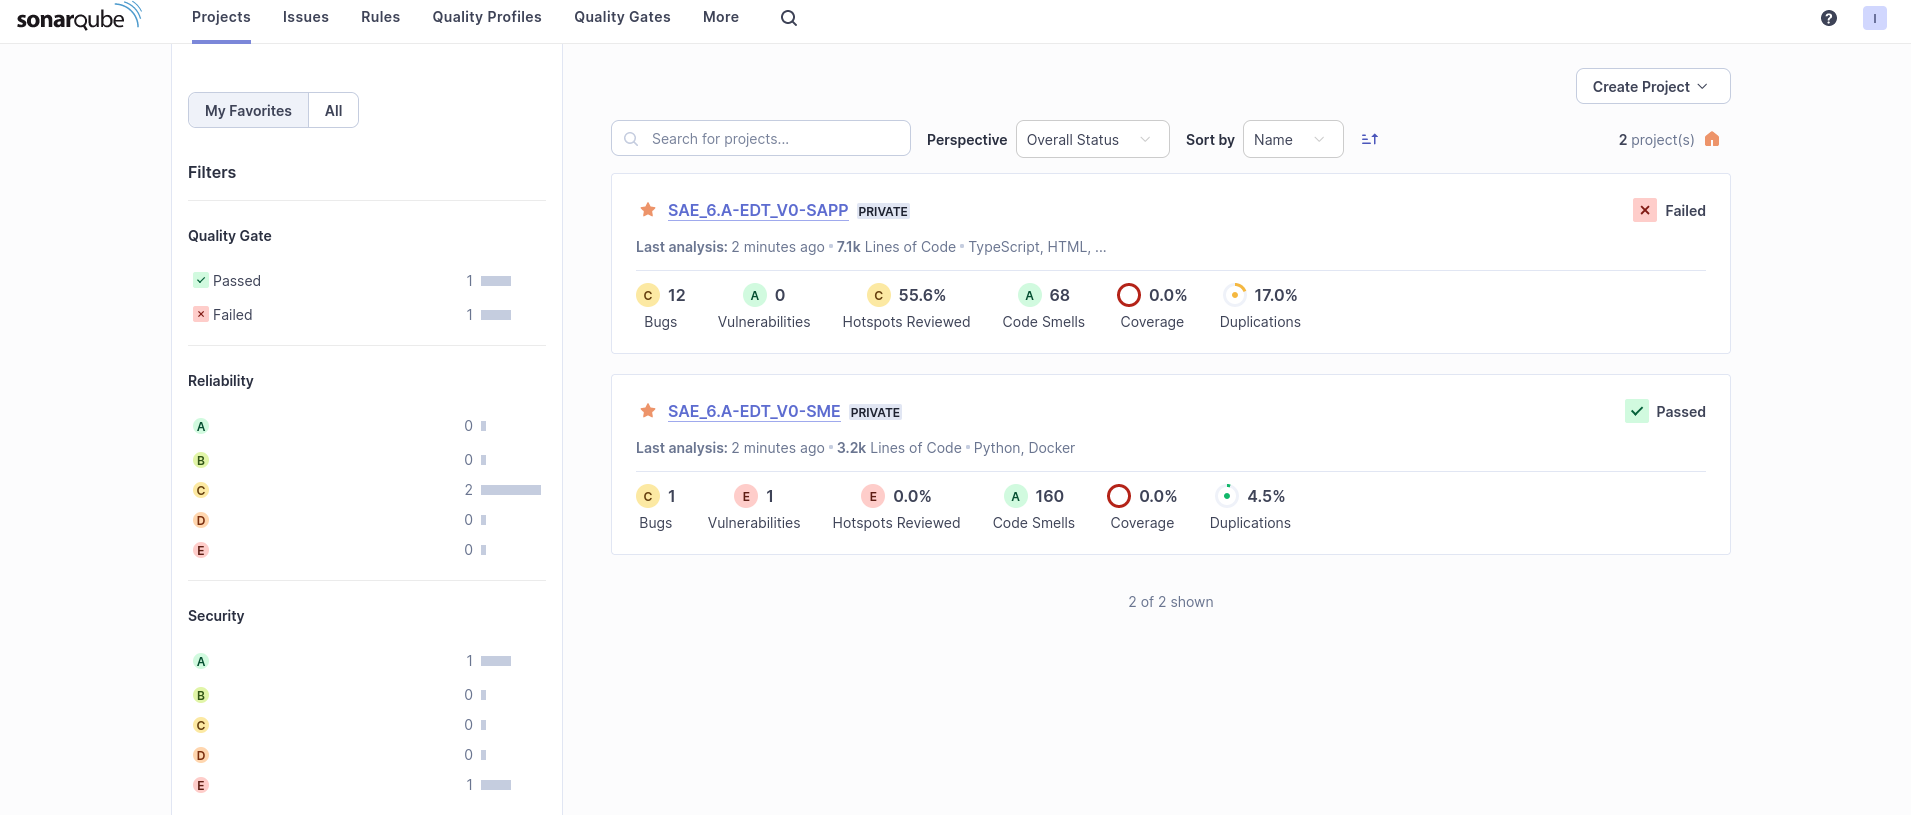 sonarqube Projects Issues Rules Quality Profiles Quality Gates More ? I
My Favorites All
Filters
Quality Gate
Passed 1
Failed 1
Reliability
A 0
B 0
C 2
D 0
E 0
Security
A 1
B 0
C 0
D 0
E 1
Create Project
Search for projects... Perspective Overall Status Sort by Name 2 project(s)
SAE_6.A-EDT_V0-SAPP PRIVATE Failed
Last analysis: 2 minutes ago • 7.1k Lines of Code • TypeScript, HTML, ...
C 12 A 0 C 55.6% A 68 0.0% 17.0%
Bugs Vulnerabilities Hotspots Reviewed Code Smells Coverage Duplications
SAE_6.A-EDT_V0-SME PRIVATE Passed
Last analysis: 2 minutes ago • 3.2k Lines of Code • Python, Docker
C 1 E 1 E 0.0% A 160 0.0% 4.5%
Bugs Vulnerabilities Hotspots Reviewed Code Smells Coverage Duplications
2 of 2 shown